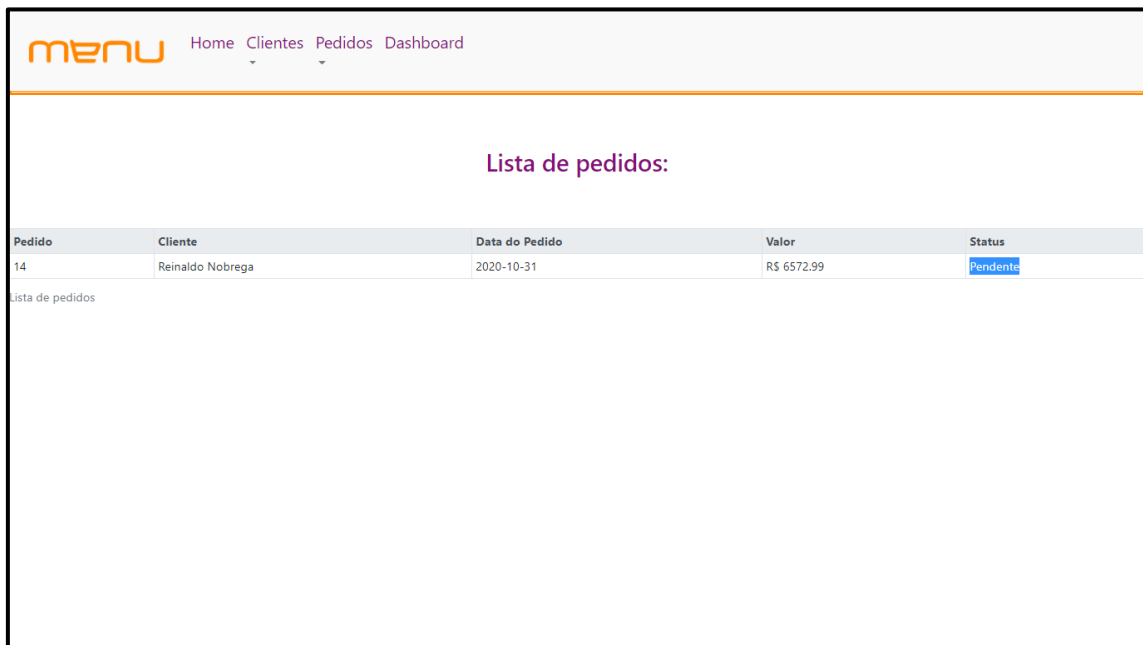 menu Home Clientes Pedidos Dashboard
Lista de pedidos:
Pedido Cliente Data do Pedido Valor Status
14 Reinaldo Nobrega 2020-10-31 R$ 6572.99 Pendente
Lista de pedidos